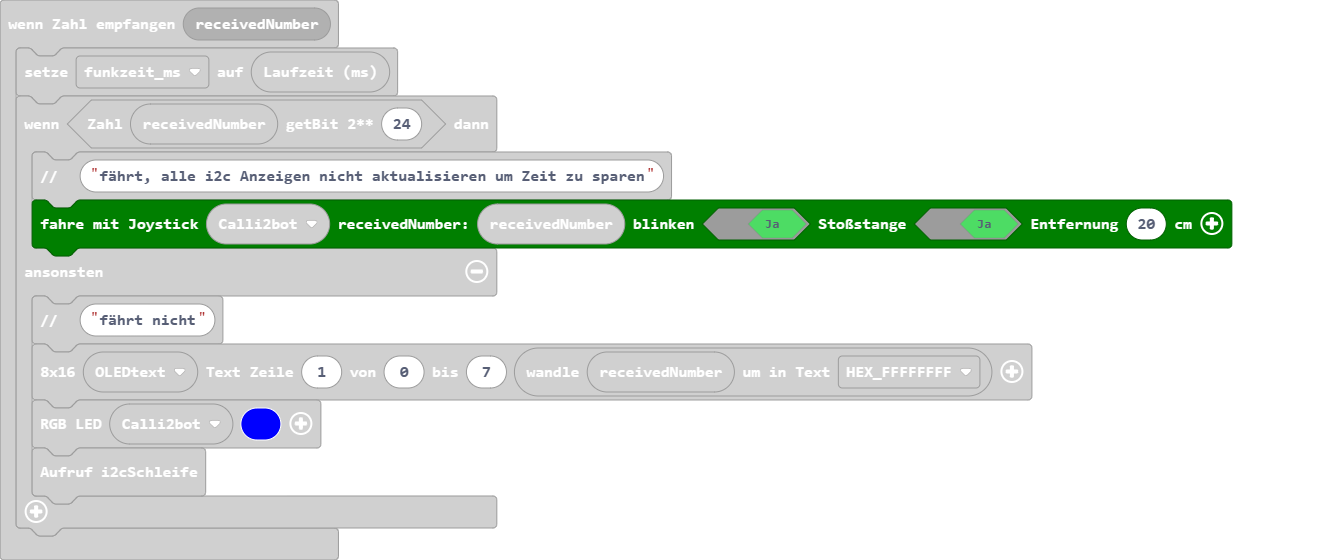 wenn Zahl empfangen receivedNumber
setze funkzeit_ms auf Laufzeit (ms)
wenn Zahl receivedNumber getBit 2** 24 dann
// "fährt, alle i2c Anzeigen nicht aktualisieren um Zeit zu sparen"
fahre mit Joystick Calli2bot receivedNumber: receivedNumber blinken Ja Stoßstange Ja Entfernung 20 cm
ansonsten
// "fährt nicht"
8x16 OLEDtext Text Zeile 1 von 0 bis 7 wandle receivedNumber um in Text HEX_FFFFFFFF
RGB LED Calli2bot
Aufruf i2cSchleife